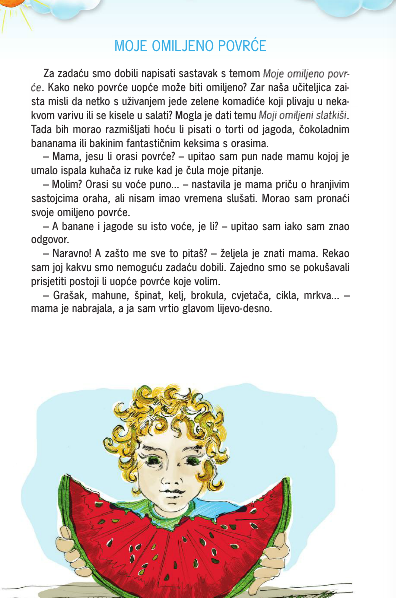 MOJE OMILJENO POVRĆE
Za zadaću smo dobili napisati sastavak s temom Moje omiljeno povr-
će. Kako neko povrće uopće može biti omiljeno? Zar naša učiteljica zai-
sta misli da netko s uživanjem jede zelene komadiće koji plivaju u neka-
kvom varivu ili se kisele u salati? Mogla je dati temu Moji omiljeni slatkiši.
Tada bih morao razmišljati hoću li pisati o torti od jagoda, čokoladnim
bananama ili bakinim fantastičnim keksima s orasima.
– Mama, jesu li orasi povrće? – upitao sam pun nade mamu kojoj je
umalo ispala kuhača iz ruke kad je čula moje pitanje.
– Molim? Orasi su voće puno... – nastavila je mama priču o hranjivim
sastojcima oraha, ali nisam imao vremena slušati. Morao sam pronaći
svoje omiljeno povrće.
– A banane i jagode su isto voće, je li? – upitao sam iako sam znao
odgovor.
– Naravno! A zašto me sve to pitaš? – željela je znati mama. Rekao
sam joj kakvu smo nemoguću zadaću dobili. Zajedno smo se pokušavali
prisjetiti postoji li uopće povrće koje volim.
– Grašak, mahune, špinat, kelj, brokula, cvjetača, cikla, mrkva... –
mama je nabrajala, a ja sam vrtio glavom lijevo-desno.